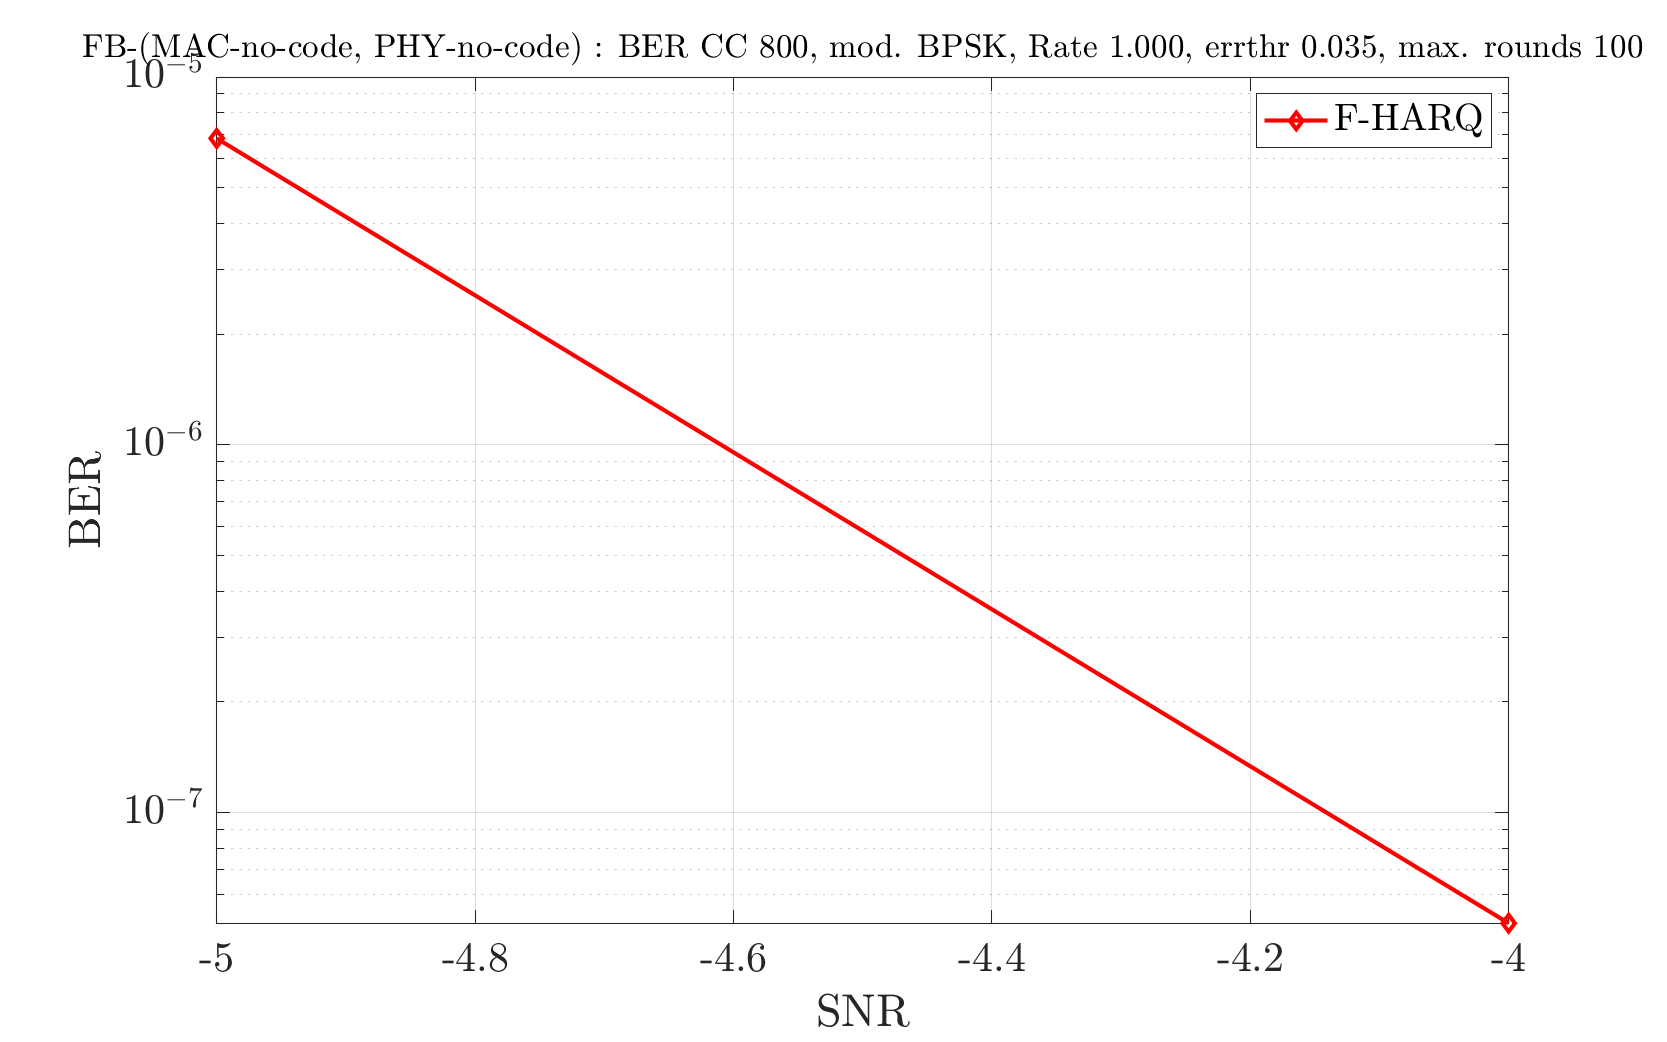 FB-(MAC-no-code, PHY-no-code) : BER CC 800, mod. BPSK, Rate 1.000, errthr 0.035, max. rounds 100
10⁻⁵
F-HARQ
10⁻⁶
BER
10⁻⁷
-5 -4.8 -4.6 -4.4 -4.2 -4
SNR